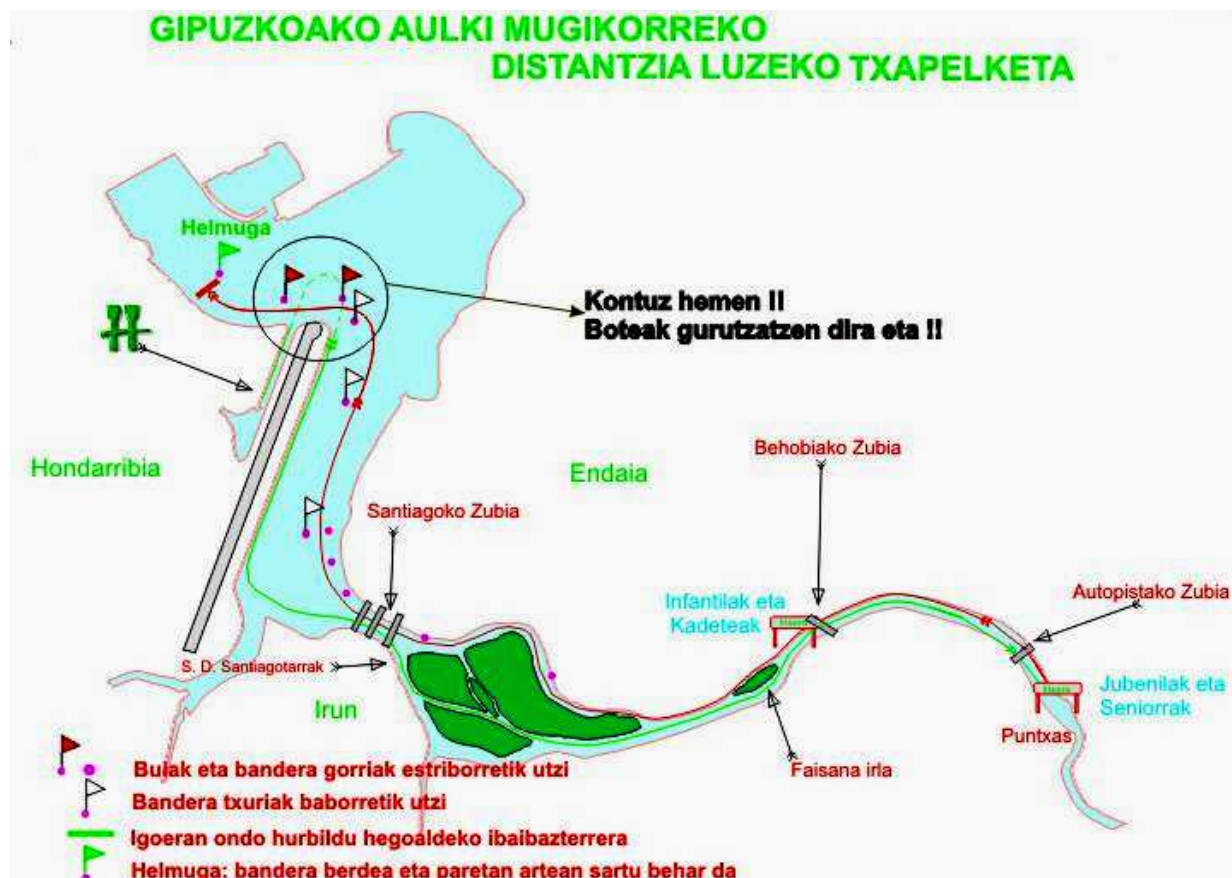 GIPUZKOAKO AULKI MUGIKORREKO
DISTANTZIA LUZEKO TXAPELKETA
Helmuga
Kontuz hemen !!
Boteak gurutzatzen dira eta !!
Hondarribia
Endaia
Behobiako Zubia
Santiagoko Zubia
Infantilak eta
Kadeteak
Autopistako Zubia
S. D. Santiagotarrak
Irun
Jubenilak eta
Seniorrak
Puntxas
Faisana irla
Buiak eta bandera gorriak estriborretik utzi
Bandera txuriak baborretik utzi
Igoeran ondo hurbildu hegoaldeko ibaibazterrera
Helmuga: bandera berdea eta paretan artean sartu behar da